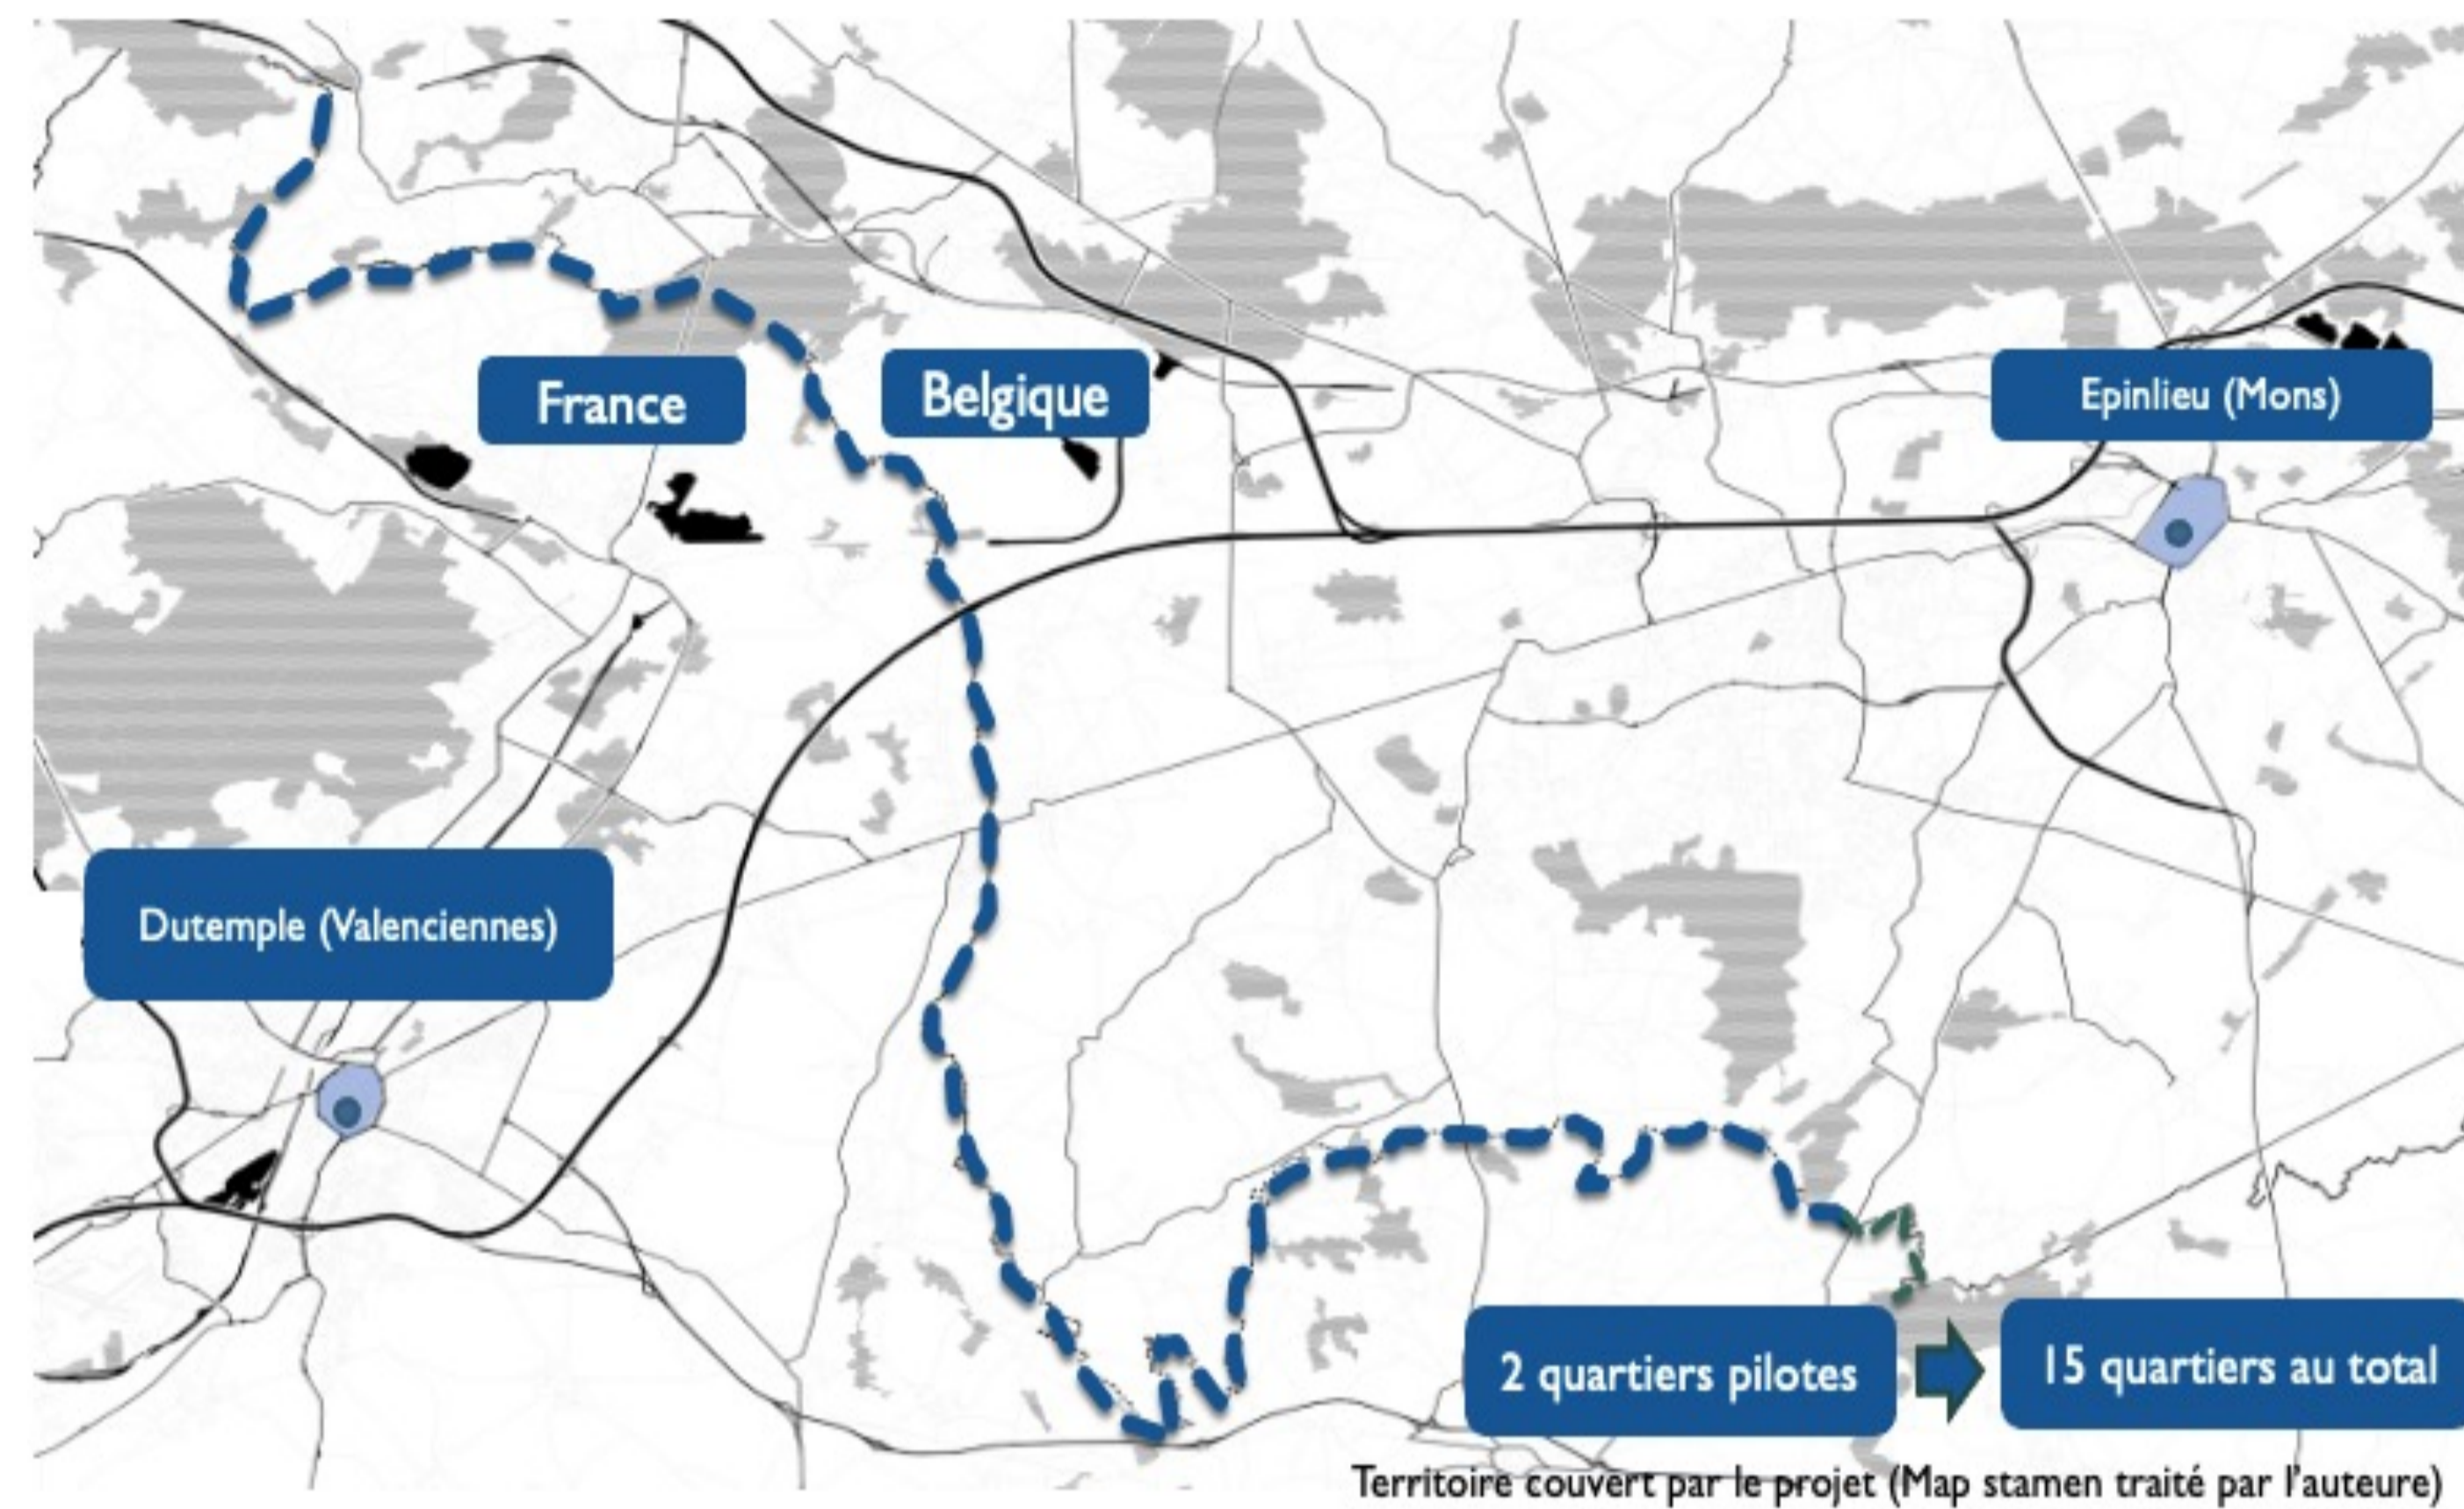 France
Belgique
Epinlieu (Mons)
Dutemple (Valenciennes)
2 quartiers pilotes
15 quartiers au total
Territoire couvert par le projet (Map stamen traité par l'auteure)